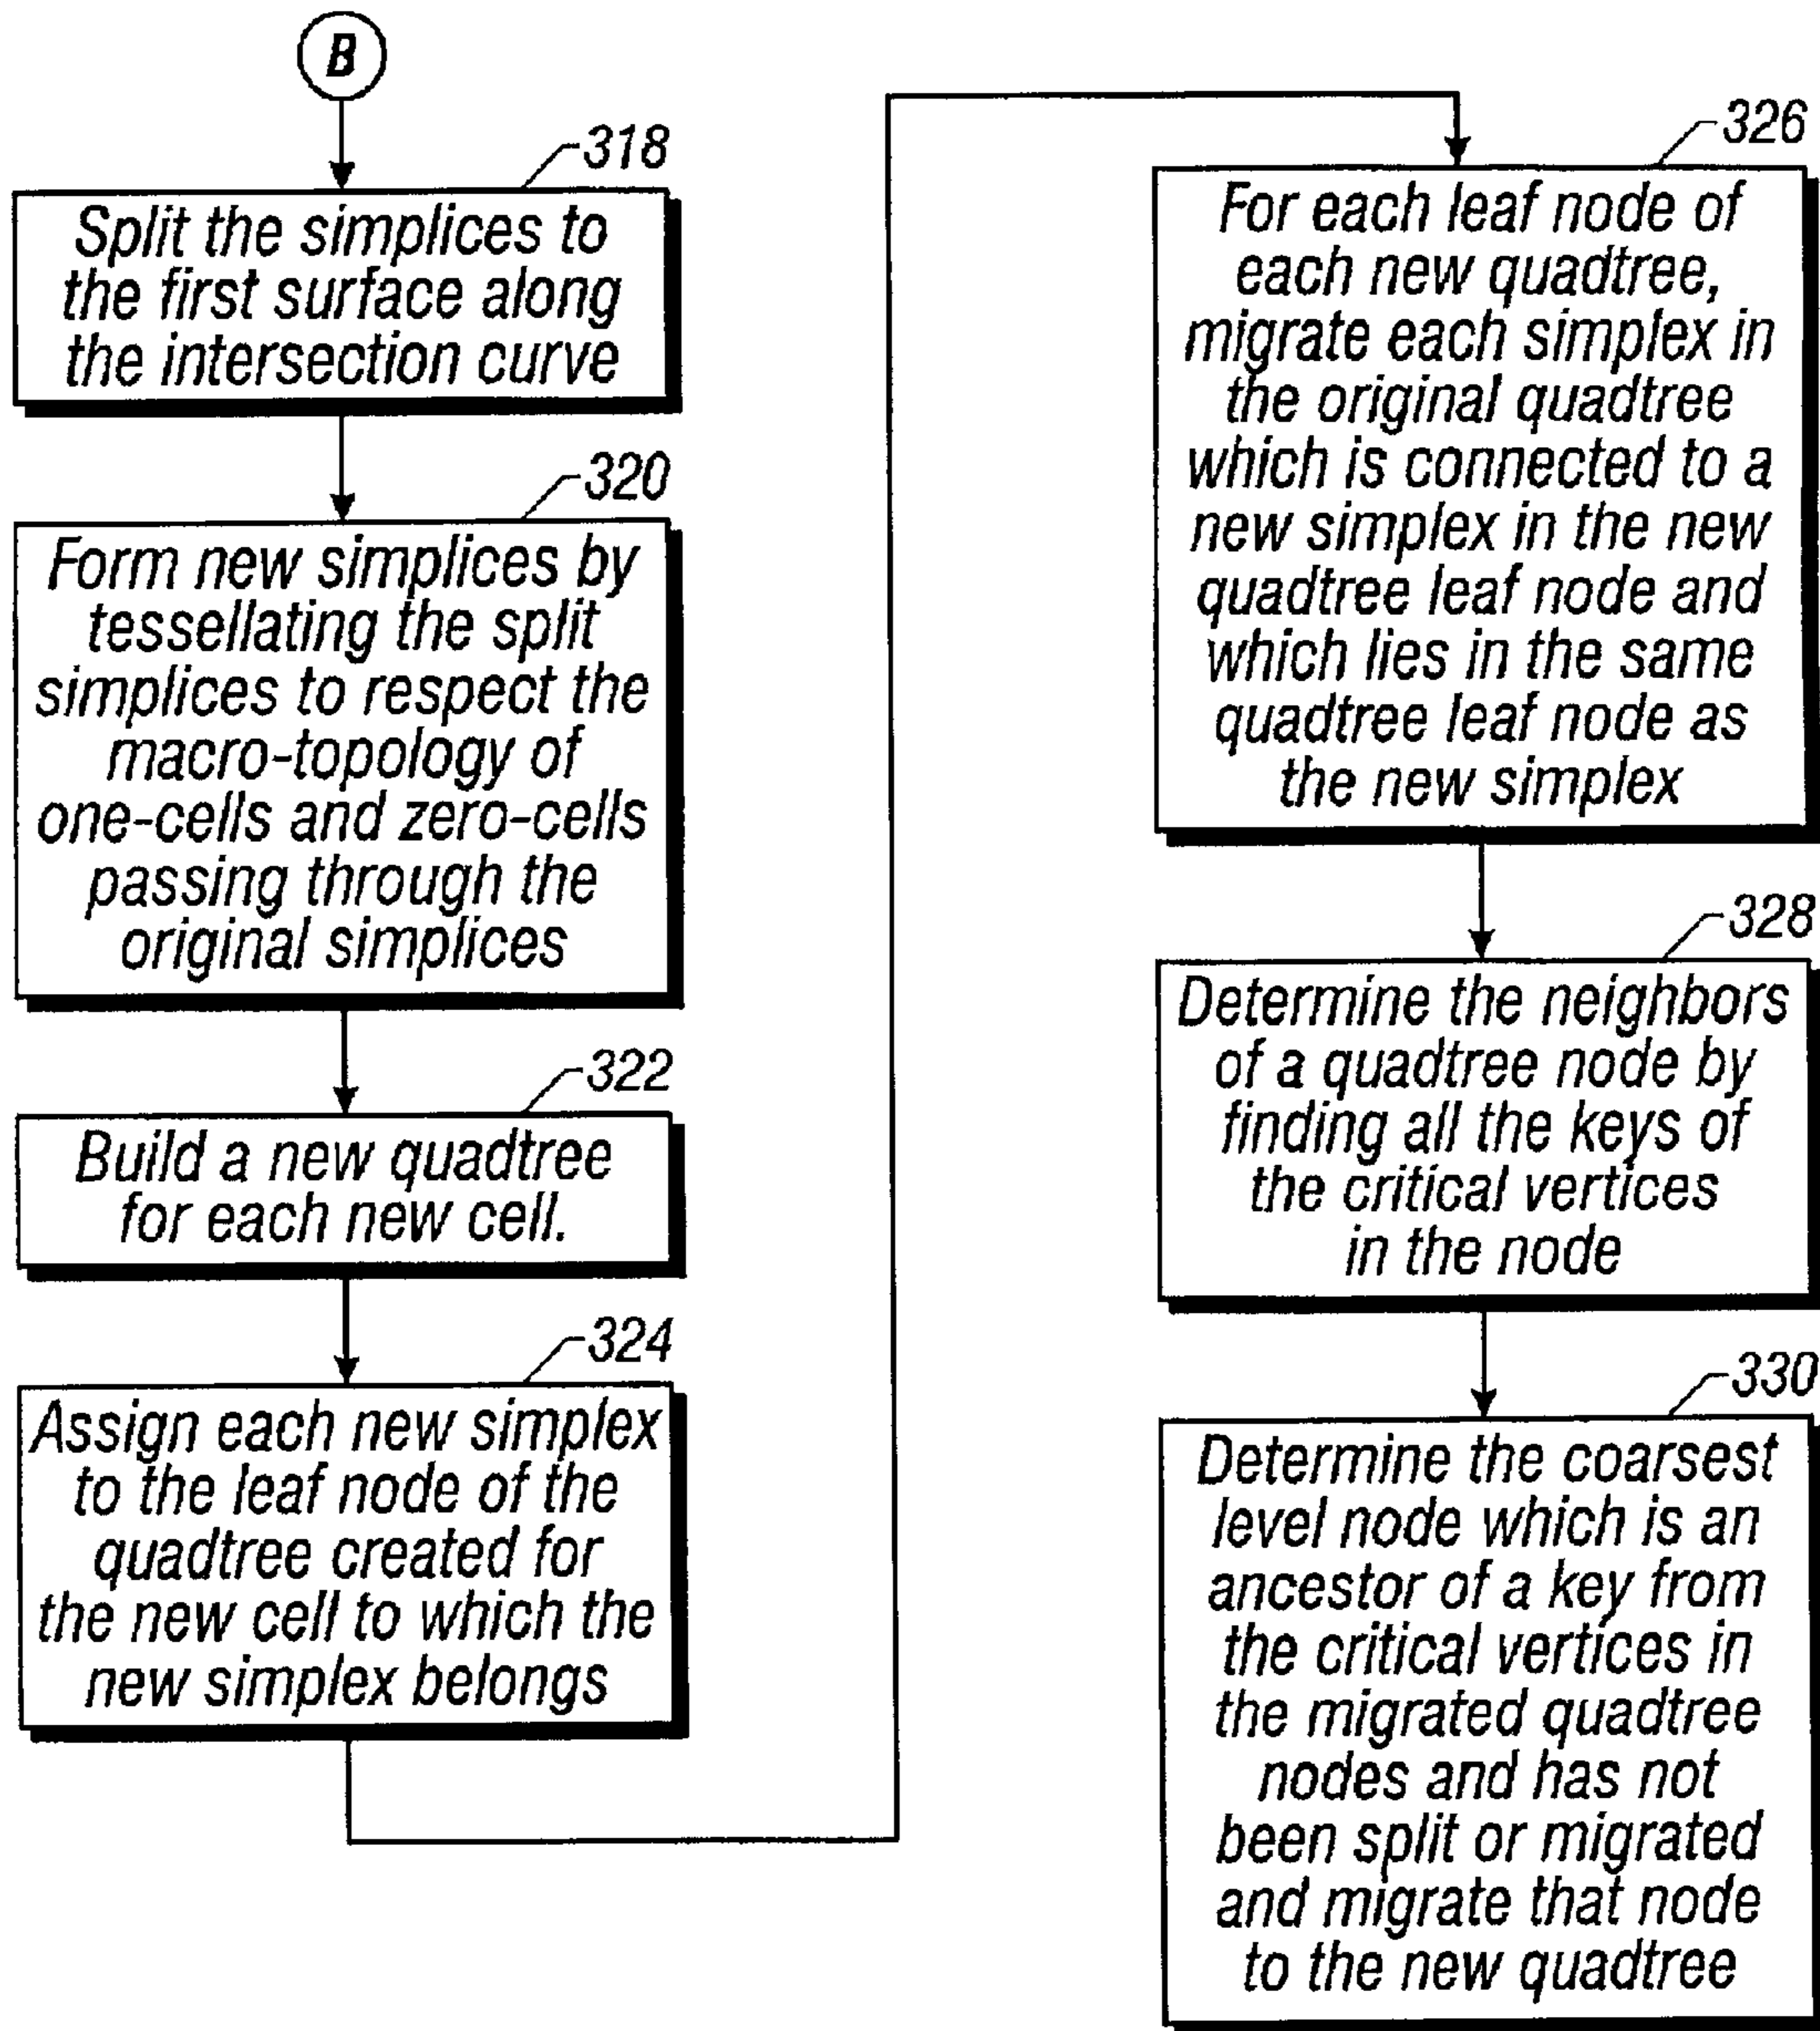 B
318
Split the simplices to
the first surface along
the intersection curve
320
Form new simplices by
tessellating the split
simplices to respect the
macro-topology of
one-cells and zero-cells
passing through the
original simplices
322
Build a new quadtree
for each new cell.
324
Assign each new simplex
to the leaf node of the
quadtree created for
the new cell to which the
new simplex belongs
326
For each leaf node of
each new quadtree,
migrate each simplex in
the original quadtree
which is connected to a
new simplex in the new
quadtree leaf node and
which lies in the same
quadtree leaf node as
the new simplex
328
Determine the neighbors
of a quadtree node by
finding all the keys of
the critical vertices
in the node
330
Determine the coarsest
level node which is an
ancestor of a key from
the critical vertices in
the migrated quadtree
nodes and has not
been split or migrated
and migrate that node
to the new quadtree